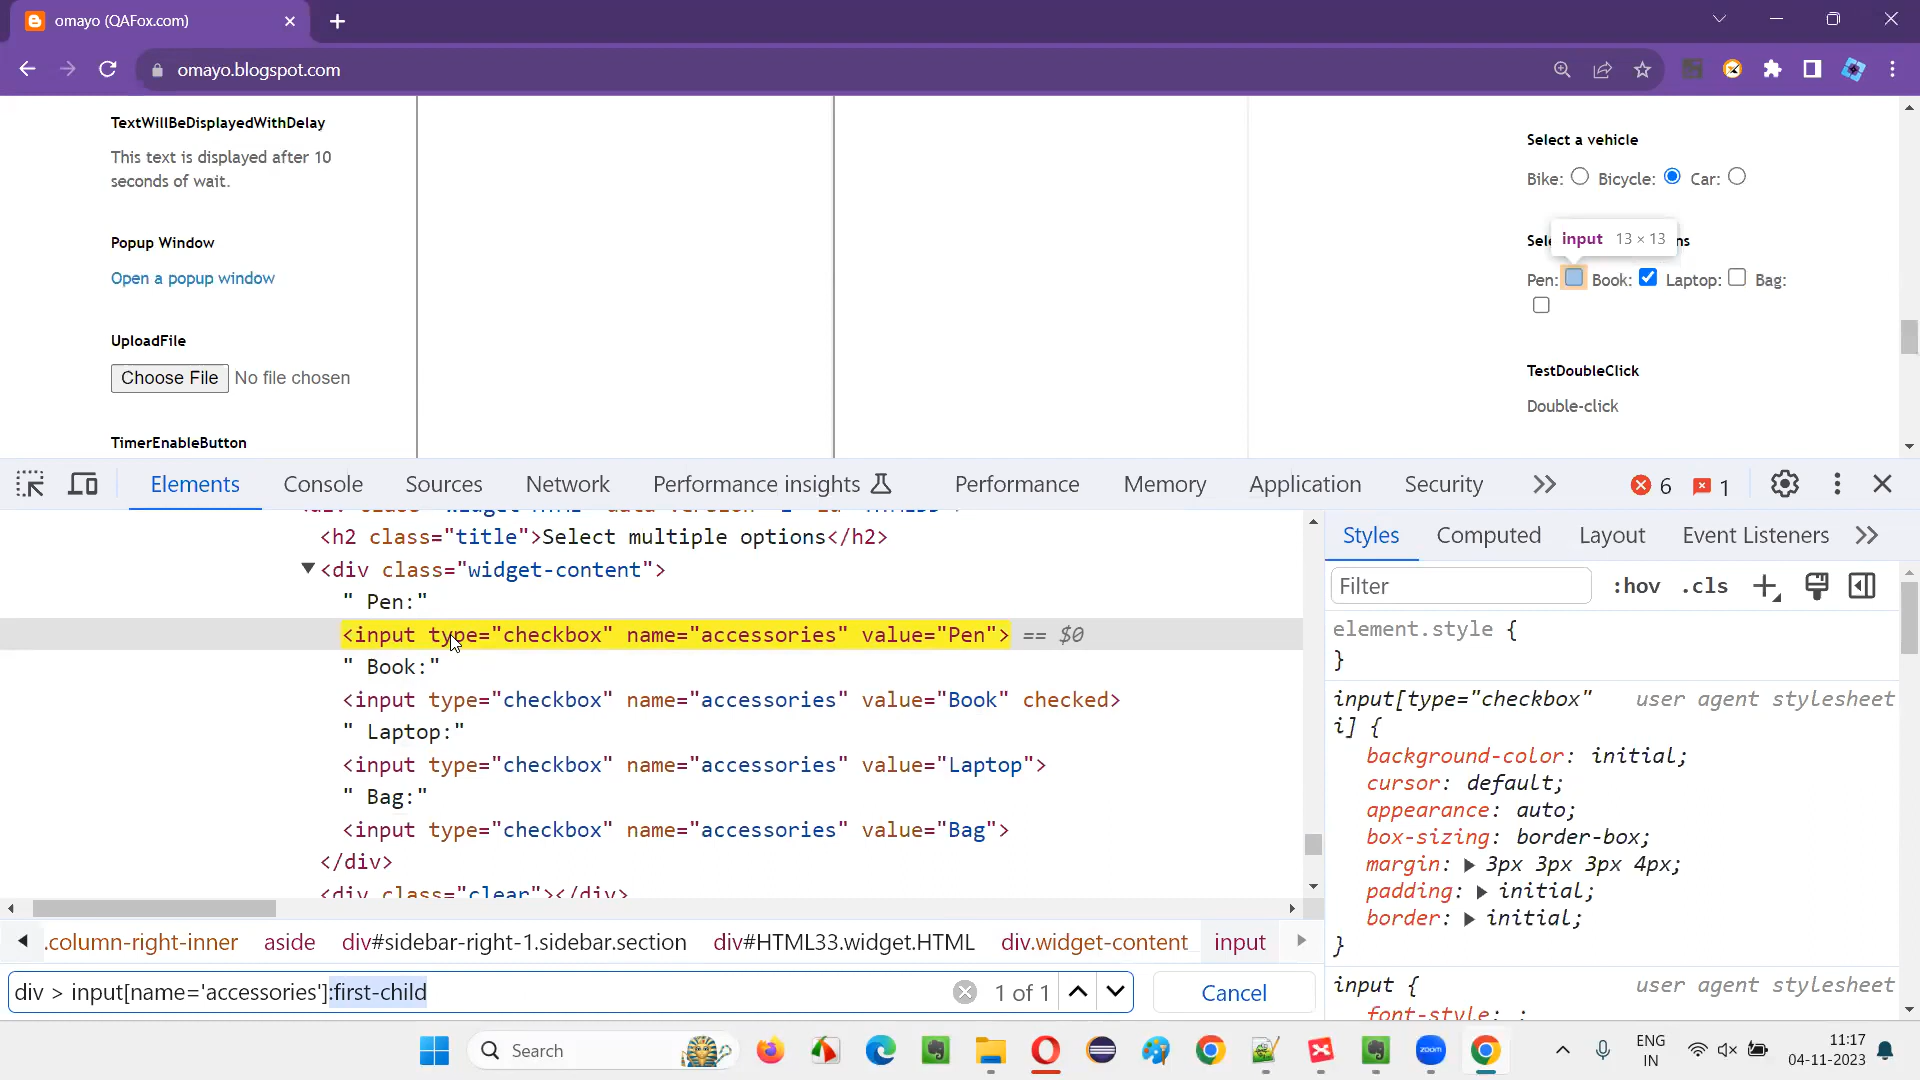 omayo (QAFox.com)
omayo.blogspot.com
TextWillBeDisplayedWithDelay
This text is displayed after 10
seconds of wait.
Popup Window
Open a popup window
UploadFile
Choose File No file chosen
TimerEnableButton
Select a vehicle
Bike: Bicycle: Car:
input 13 × 13
Pen: Book: Laptop: Bag:
TestDoubleClick
Double-click
Elements Console Sources Network Performance insights Performance Memory Application Security 6 1
<h2 class="title">Select multiple options</h2>
<div class="widget-content">
" Pen:"
<input type="checkbox" name="accessories" value="Pen"> == $0
" Book:"
<input type="checkbox" name="accessories" value="Book" checked>
" Laptop:"
<input type="checkbox" name="accessories" value="Laptop">
" Bag:"
<input type="checkbox" name="accessories" value="Bag">
</div>
<div class="clear"></div>
Styles Computed Layout Event Listeners
Filter :hov .cls
element.style {
}
input[type="checkbox" user agent stylesheet
i] {
background-color: initial;
cursor: default;
appearance: auto;
box-sizing: border-box;
margin: 3px 3px 3px 4px;
padding: initial;
border: initial;
}
input { user agent stylesheet
font-style: ;
.column-right-inner aside div#sidebar-right-1.sidebar.section div#HTML33.widget.HTML div.widget-content input
div > input[name='accessories']:first-child 1 of 1 Cancel
Search
zoom
ENG
IN
11:17
04-11-2023